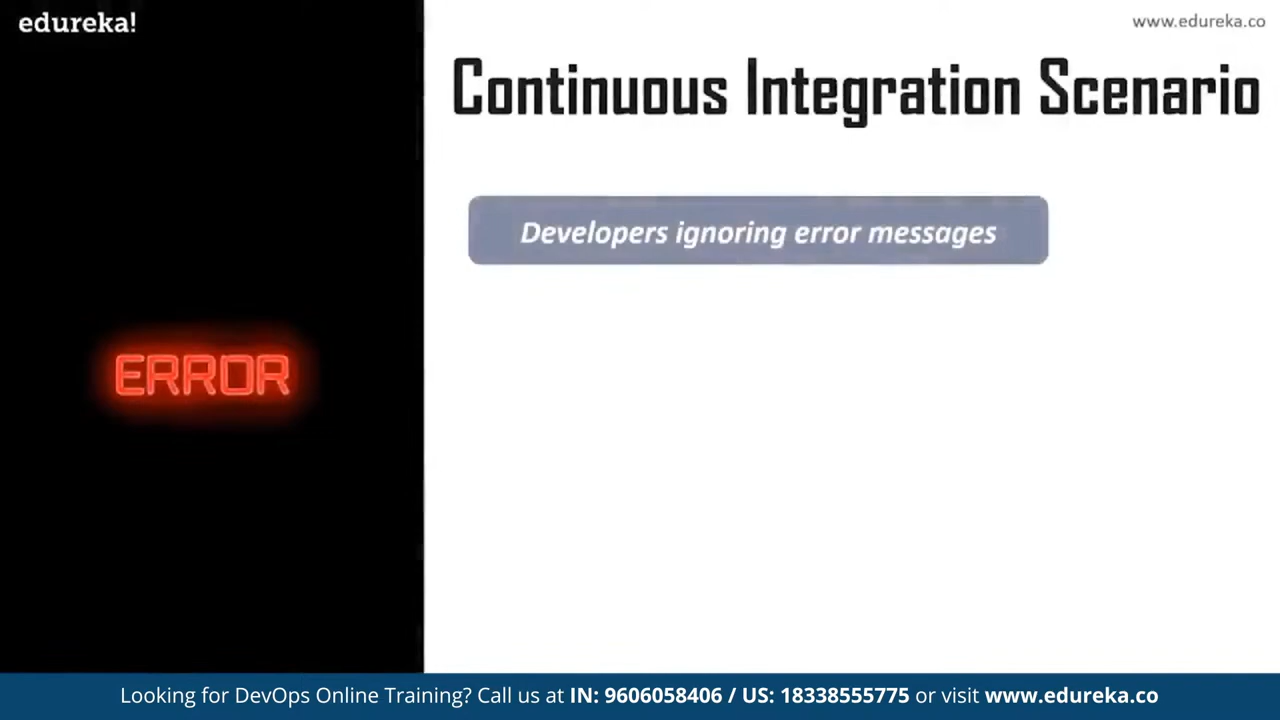 edureka!
www.edureka.co
Continuous Integration Scenario
Developers ignoring error messages
ERROR
Looking for DevOps Online Training? Call us at IN: 9606058406 / US: 18338555775 or visit www.edureka.co